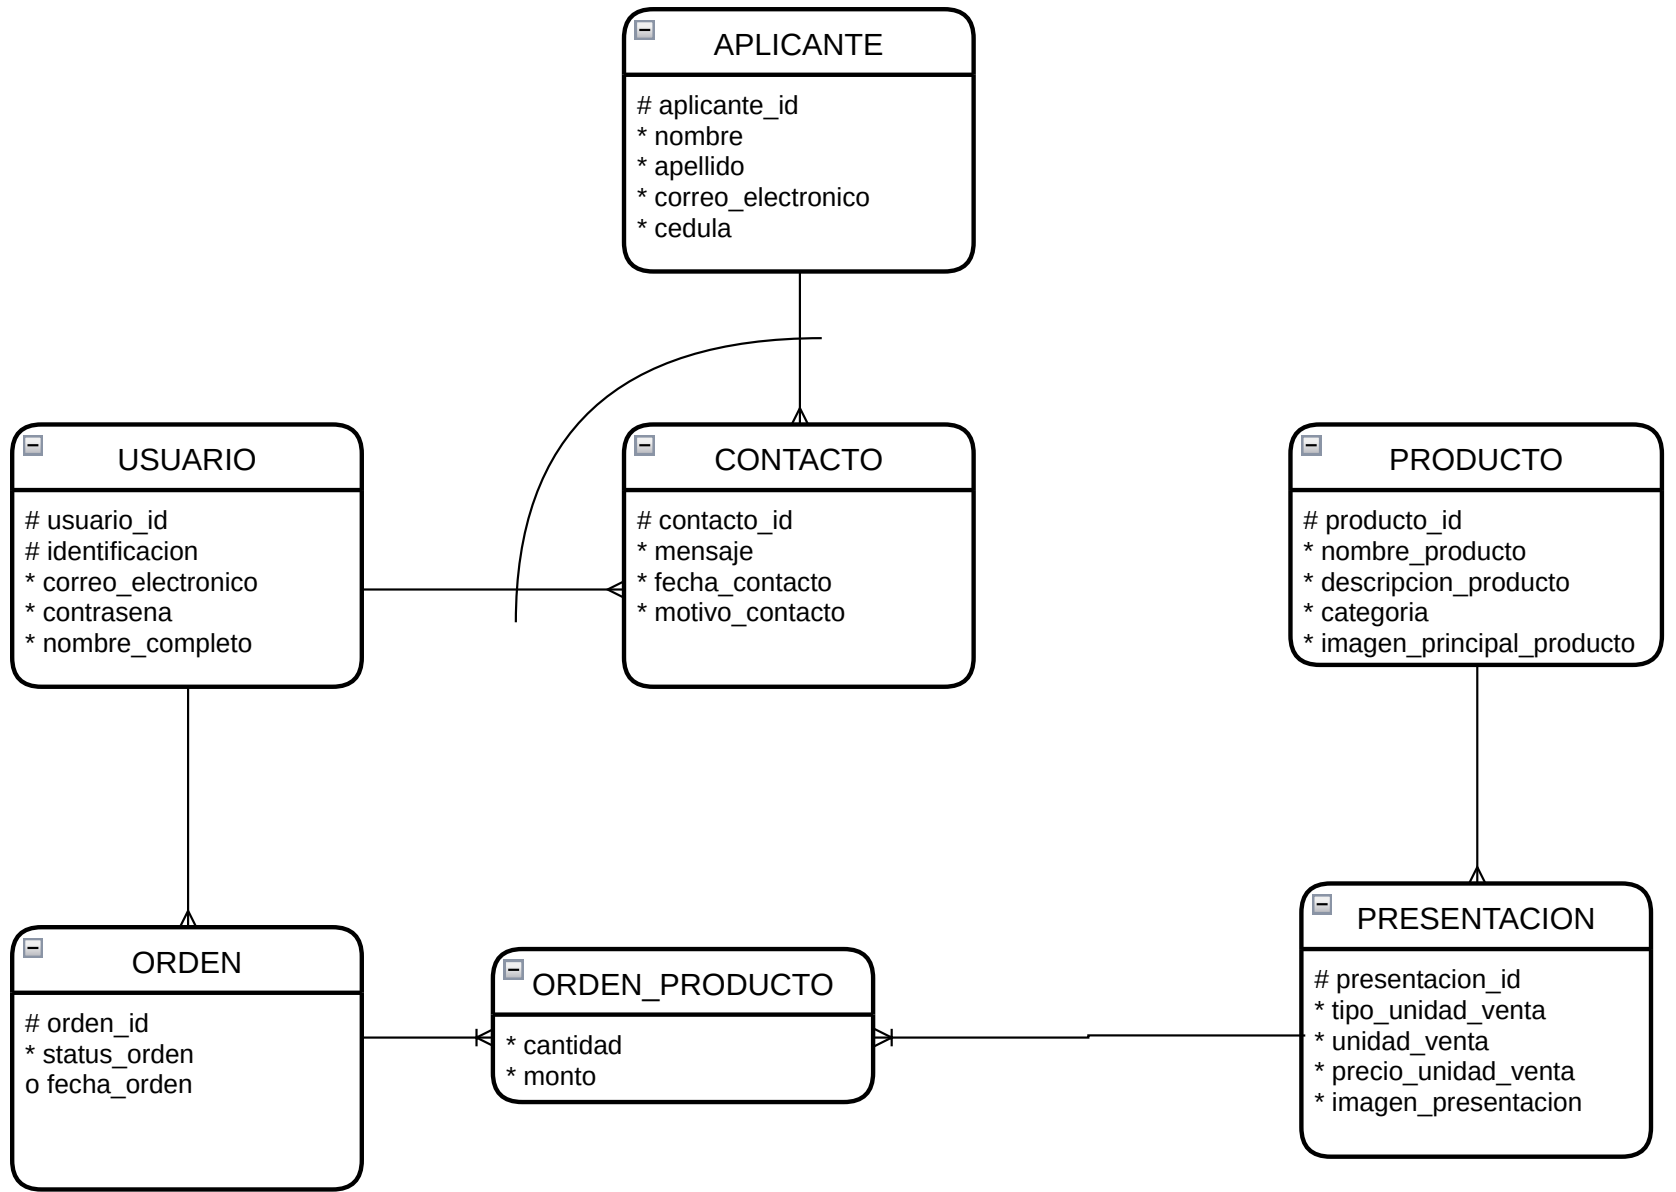 APLICANTE
# aplicante_id
* nombre
* apellido
* correo_electronico
* cedula
USUARIO
# usuario_id
# identificacion
* correo_electronico
* contrasena
* nombre_completo
CONTACTO
# contacto_id
* mensaje
* fecha_contacto
* motivo_contacto
PRODUCTO
# producto_id
* nombre_producto
* descripcion_producto
* categoria
* imagen_principal_producto
ORDEN
# orden_id
* status_orden
o fecha_orden
ORDEN_PRODUCTO
* cantidad
* monto
PRESENTACION
# presentacion_id
* tipo_unidad_venta
* unidad_venta
* precio_unidad_venta
* imagen_presentacion